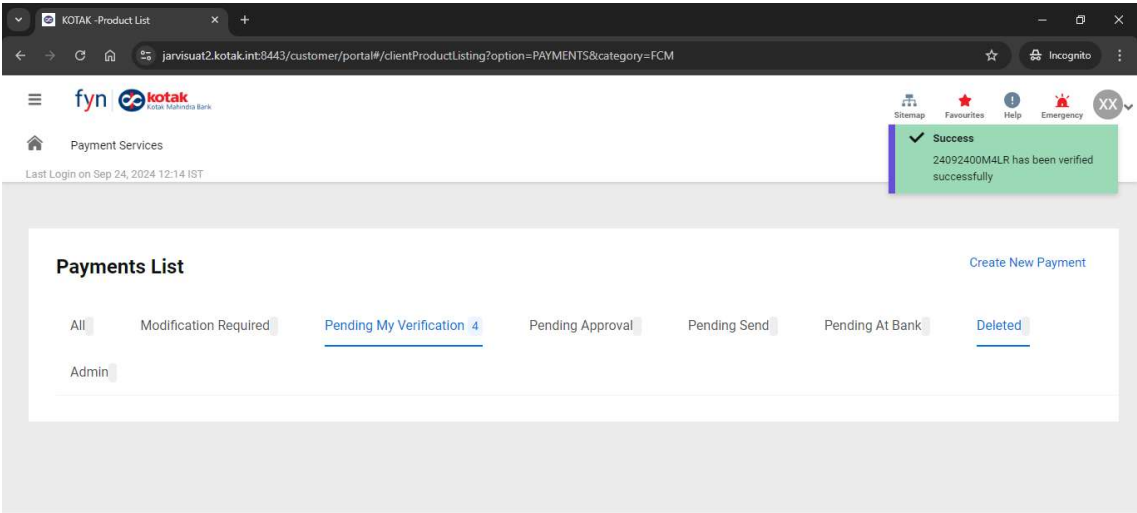 KOTAK -Product List
jarvisuat2.kotak.int:8443/customer/portal#/clientProductListing?option=PAYMENTS&category=FCM
Incognito
fyn kotak
Kotak Mahindra Bank
Sitemap Favourites Help Emergency XX
Payment Services
Success
24092400M4LR has been verified
successfully
Last Login on Sep 24, 2024 12:14 IST
Payments List
Create New Payment
All Modification Required Pending My Verification 4 Pending Approval Pending Send Pending At Bank Deleted
Admin